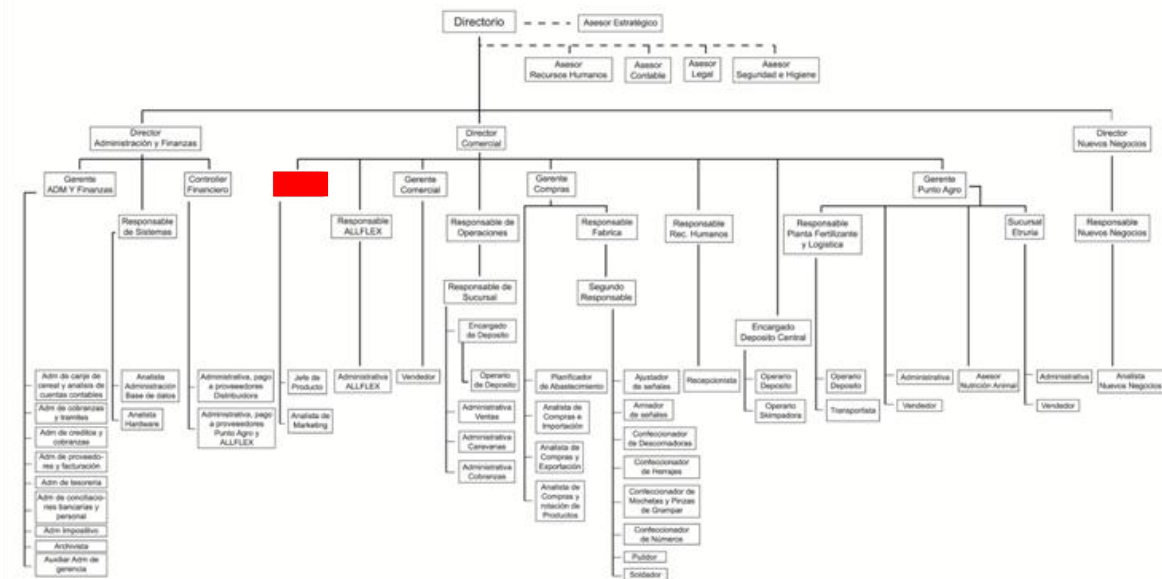 Directorio
Asesor Estratégico
Asesor
Recursos Humanos
Asesor
Contable
Asesor
Legal
Asesor
Seguridad e Higiene
Director
Administración y Finanzas
Director
Comercial
Director
Nuevos Negocios
Gerente
ADM Y Finanzas
Controller
Financiero
Gerente
Comercial
Gerente
Compras
Gerente
Punto Agro
Responsable
de Sistemas
Responsable
ALLFLEX
Responsable de
Operaciones
Responsable
Fabrica
Responsable
Rec. Humanos
Responsable
Planta Fertilizante
y Logistica
Sucursal
Etruria
Responsable
Nuevos Negocios
Responsable de
Sucursal
Segundo
Responsable
Encargado
de Deposito
Encargado
Deposito Central
Adm de canje de
cereal y analisis de
cuentas contables
Adm de cobranzas
y tramites
Adm de creditos y
cobranzas
Adm de proveedo-
res y facturación
Adm de tesoreria
Adm de conciliacio-
nes bancarias y
personal
Adm Impositivo
Archivista
Auxiliar Adm de
gerencia
Analista
Administración
Base de datos
Analista
Hardware
Administrativa, pago
a proveeedores
Distribuidora
Administrativa, pago
a proveedores
Punto Agro y
ALLFLEX
Jefe de
Producto
Analista de
Marketing
Administrativa
ALLFLEX
Vendedor
Operario
de Deposito
Administrativa
Ventas
Administrativa
Caravanas
Administrativa
Cobranzas
Planificador
de Abastecimiento
Analista de
Compras e
Importación
Analista de
Compras y
Exportación
Analista de
Compras y
rotación de
Productos
Ajustador
de señales
Armador de
señales
Confeccionador
de Descornadoras
Confeccionador
de Herrajes
Confeccionador de
Mochetas y Pinzas
de Grampar
Confeccionador
de Números
Pulidor
Soldador
Recepcionista
Operario
Deposito
Operario
Skimpadora
Operario
Deposito
Transportista
Administrativa
Vendedor
Asesor
Nutrición Animal
Administrativa
Vendedor
Analista
Nuevos Negocios